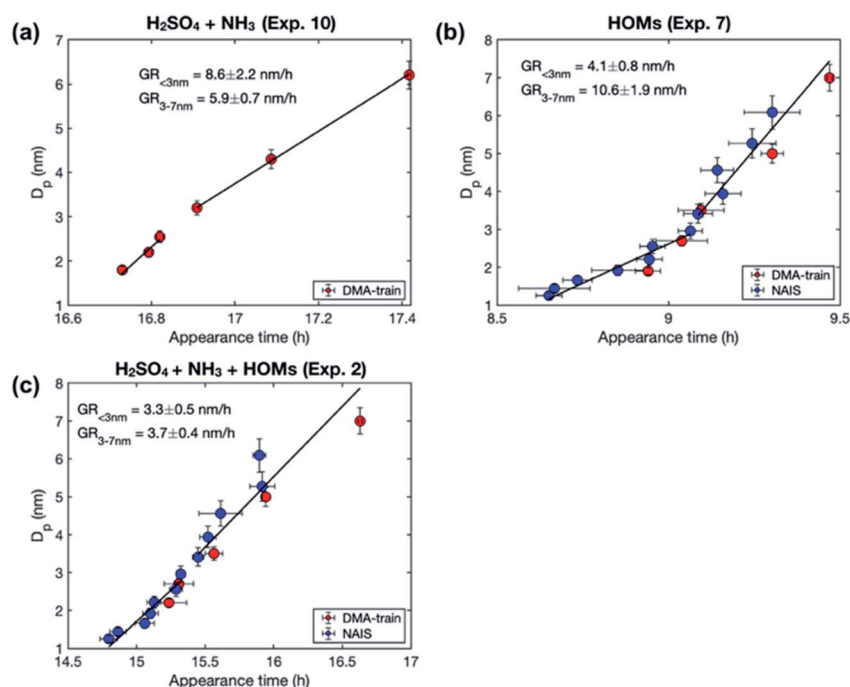 (a)
H₂SO₄ + NH₃ (Exp. 10)
GR<3nm = 8.6±2.2 nm/h
GR3-7nm = 5.9±0.7 nm/h
7
6
5
4
3
2
1
Dp (nm)
DMA-train
16.6 16.8 17 17.2 17.4
Appearance time (h)
(b)
HOMs (Exp. 7)
GR<3nm = 4.1±0.8 nm/h
GR3-7nm = 10.6±1.9 nm/h
8
7
6
5
4
3
2
1
Dp (nm)
DMA-train
NAIS
8.5 9 9.5
Appearance time (h)
(c)
H₂SO₄ + NH₃ + HOMs (Exp. 2)
GR<3nm = 3.3±0.5 nm/h
GR3-7nm = 3.7±0.4 nm/h
8
7
6
5
4
3
2
1
Dp (nm)
DMA-train
NAIS
14.5 15 15.5 16 16.5 17
Appearance time (h)